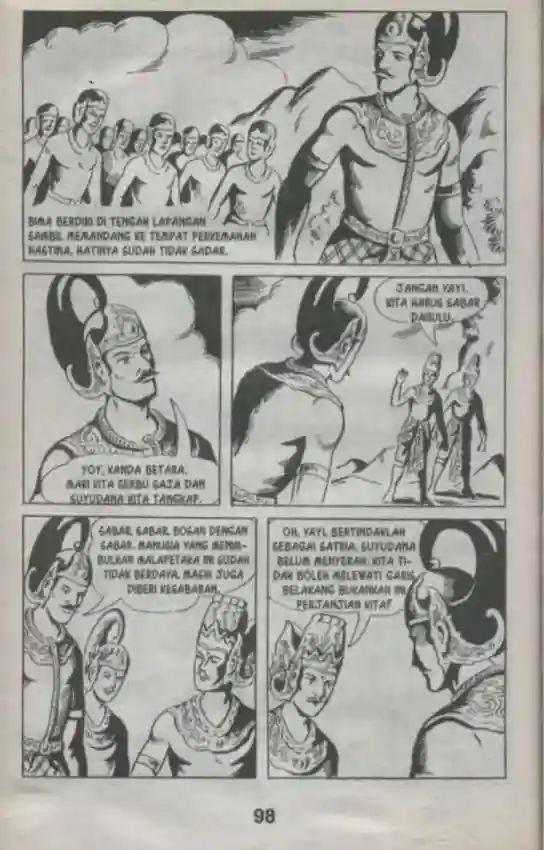 BIMA BERDIRI DI TENGAH LAPANGAN
SAMBIL MEMANDANG KE TEMPAT PERKEMAHAN
HASTINA, HATINYA SUDAH TIDAK SABAR.
JANGAN YAYI,
KITA HARUS SABAR
DAHULU.
YOY, KANDA BETARA,
MARI KITA SERBU SAJA DAN
SUYUDANA KITA TANGKAP.
SABAR, SABAR, BOSAN DENGAN
SABAR. MANUSIA YANG MENIM-
BULKAN MALAPETAKA INI SUDAH
TIDAK BERDAYA, MASIH JUGA
DIBERI KESABARAN.
OH, YAYI, BERTINDAKLAH
SEBAGAI SATRIA, SUYUDANA
BELUM MENYERAH. KITA TI-
DAK BOLEH MELEWATI GARIS
BELAKANG BUKANKAH INI
PERJANJIAN KITA?
98